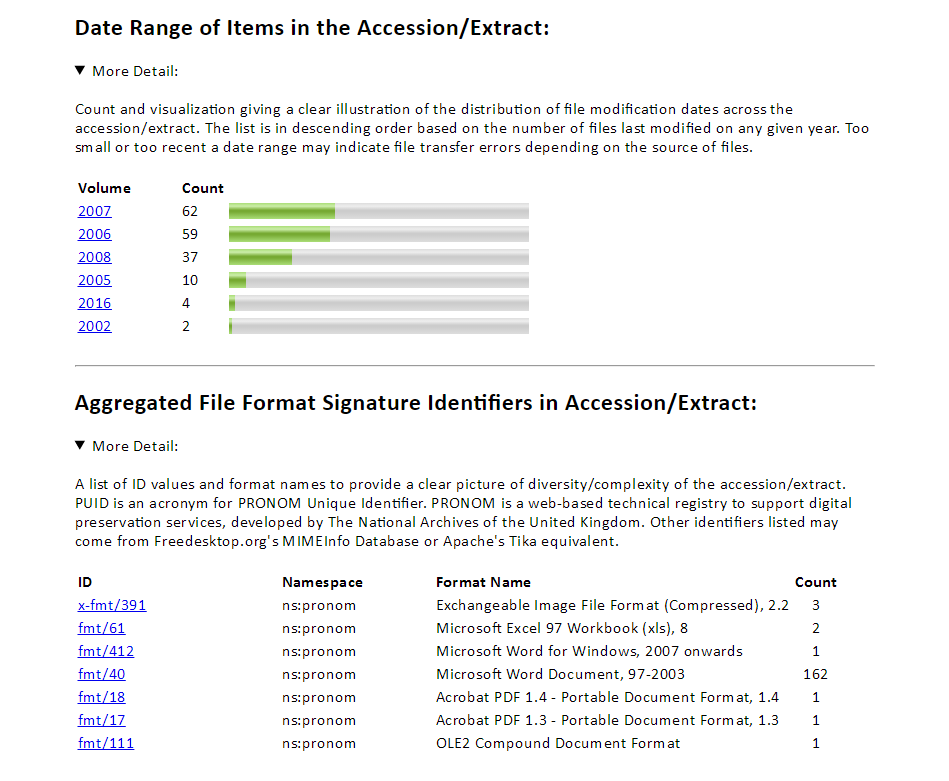 Date Range of Items in the Accession/Extract:
▼ More Detail:
Count and visualization giving a clear illustration of the distribution of file modification dates across the
accession/extract. The list is in descending order based on the number of files last modified on any given year. Too
small or too recent a date range may indicate file transfer errors depending on the source of files.
Volume Count
2007 62
2006 59
2008 37
2005 10
2016 4
2002 2
Aggregated File Format Signature Identifiers in Accession/Extract:
▼ More Detail:
A list of ID values and format names to provide a clear picture of diversity/complexity of the accession/extract.
PUID is an acronym for PRONOM Unique Identifier. PRONOM is a web-based technical registry to support digital
preservation services, developed by The National Archives of the United Kingdom. Other identifiers listed may
come from Freedesktop.org's MIMEInfo Database or Apache's Tika equivalent.
ID Namespace Format Name Count
x-fmt/391 ns:pronom Exchangeable Image File Format (Compressed), 2.2 3
fmt/61 ns:pronom Microsoft Excel 97 Workbook (xls), 8 2
fmt/412 ns:pronom Microsoft Word for Windows, 2007 onwards 1
fmt/40 ns:pronom Microsoft Word Document, 97-2003 162
fmt/18 ns:pronom Acrobat PDF 1.4 - Portable Document Format, 1.4 1
fmt/17 ns:pronom Acrobat PDF 1.3 - Portable Document Format, 1.3 1
fmt/111 ns:pronom OLE2 Compound Document Format 1